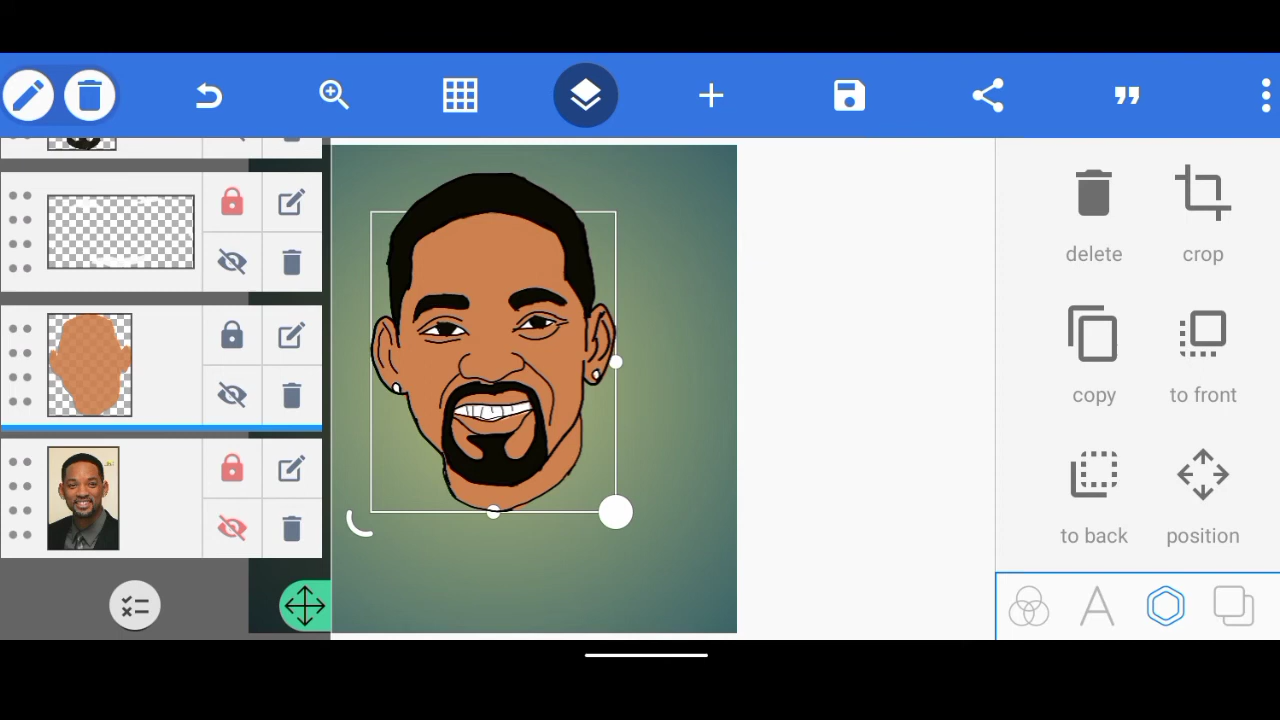 delete
crop
copy
to front
to back
position